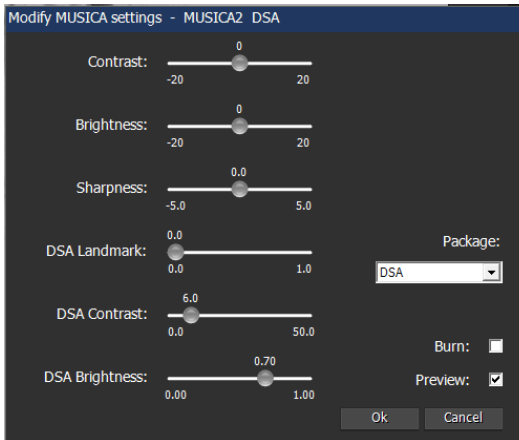 Modify MUSICA settings - MUSICA2 DSA
0
Contrast:
-20 20
0
Brightness:
-20 20
0.0
Sharpness:
-5.0 5.0
0.0
DSA Landmark:
0.0 1.0
Package:
DSA
6.0
DSA Contrast:
0.0 50.0
Burn:
0.70
DSA Brightness:
0.00 1.00
Preview:
Ok Cancel